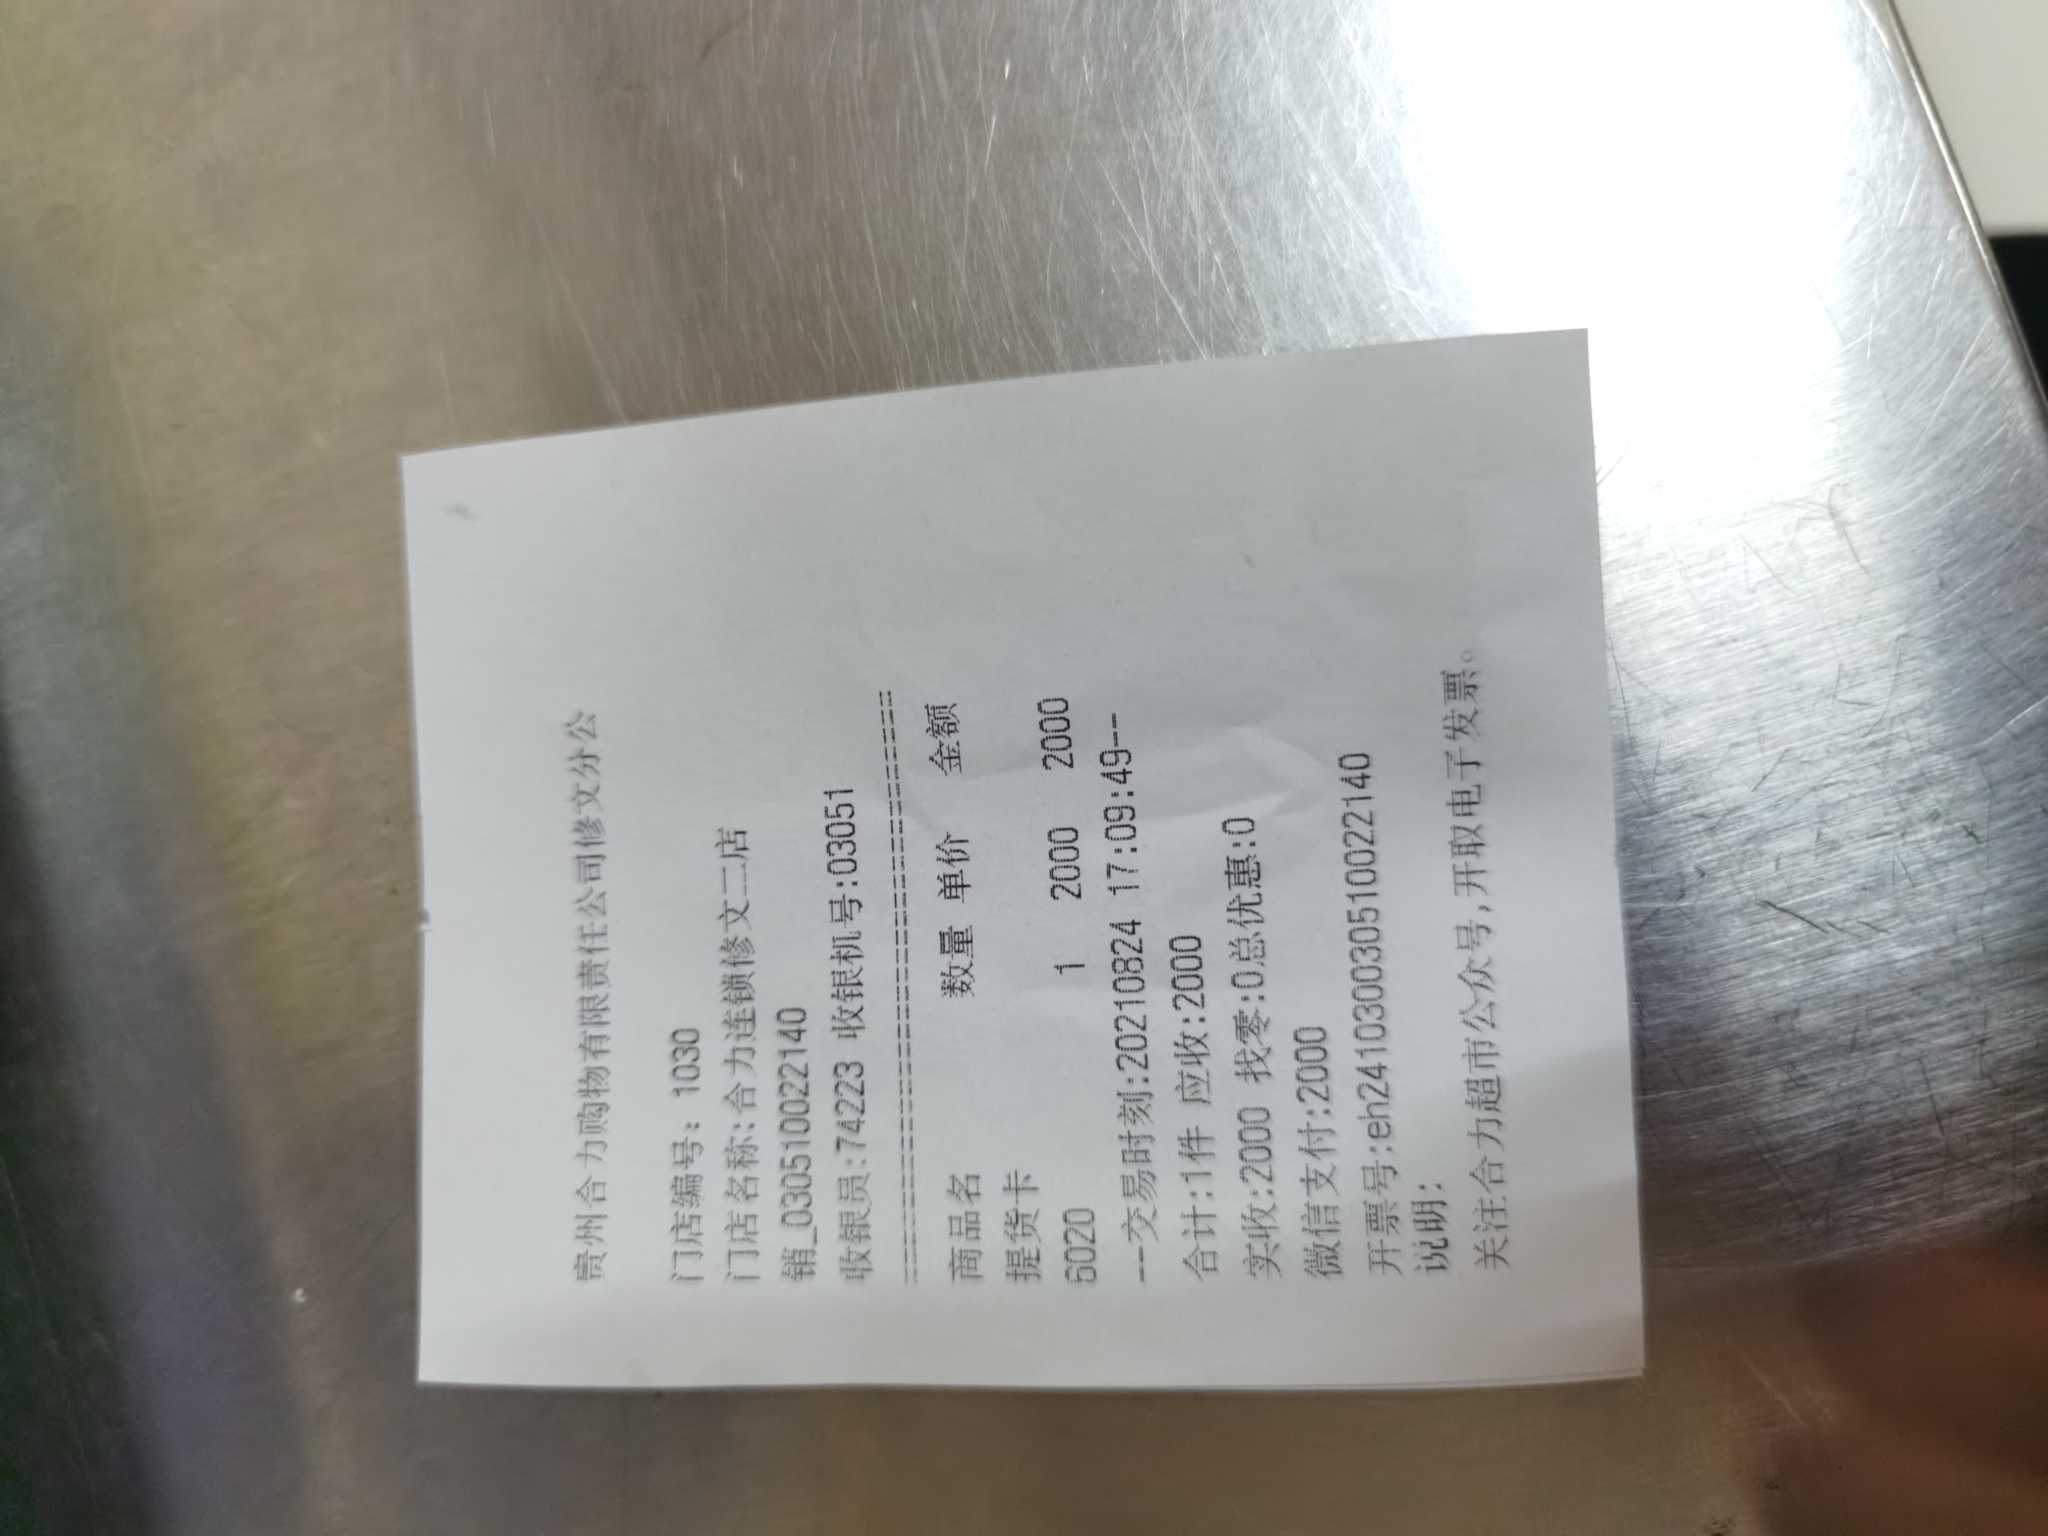 贵州合力购物有限责任公司修文分公
门店编号: 1030
门店名称:合力连锁修文二店
销_03051002​2140
收银员:74223 收银机号:03051
================================
商品名 数量 单价 金额
提货卡
6020 1 2000 2000
--交易时刻:20210824 17:09:49--
合计:1件 应收:2000
实收:2000 找零:0总优惠:0
微信支付:2000
开票号:eh24103003051002​2140
说明:
关注合力超市公众号,开取电子发票。